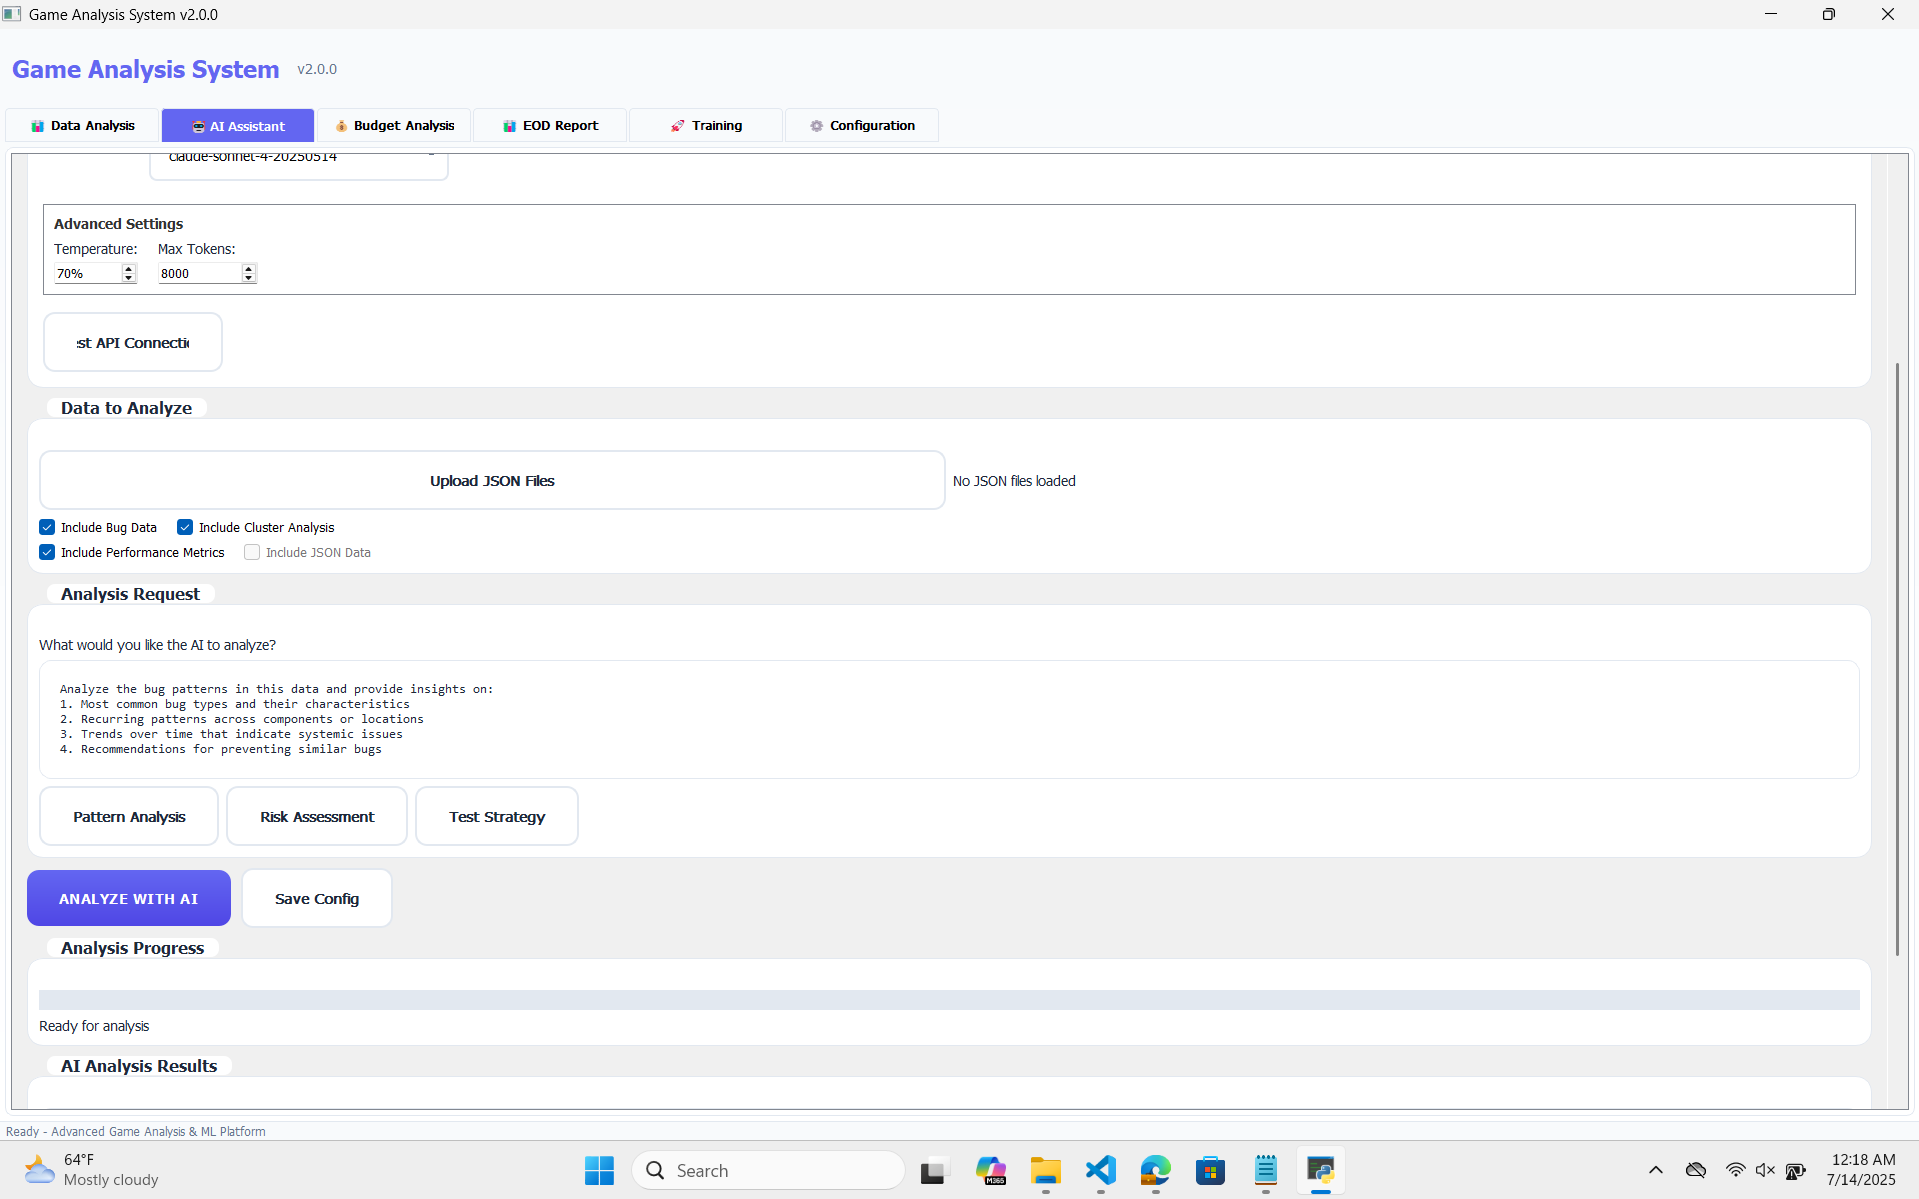 Game Analysis System v2.0.0
Game Analysis System v2.0.0
Data Analysis
AI Assistant
Budget Analysis
EOD Report
Training
Configuration
claude-sonnet-4-20250514
Advanced Settings
Temperature: Max Tokens:
70% 8000
est API Connectio
Data to Analyze
Upload JSON Files No JSON files loaded
Include Bug Data Include Cluster Analysis
Include Performance Metrics Include JSON Data
Analysis Request
What would you like the AI to analyze?
Analyze the bug patterns in this data and provide insights on:
1. Most common bug types and their characteristics
2. Recurring patterns across components or locations
3. Trends over time that indicate systemic issues
4. Recommendations for preventing similar bugs
Pattern Analysis Risk Assessment Test Strategy
ANALYZE WITH AI Save Config
Analysis Progress
Ready for analysis
AI Analysis Results
Ready - Advanced Game Analysis & ML Platform
64°F
Mostly cloudy
Search
M365
12:18 AM
7/14/2025